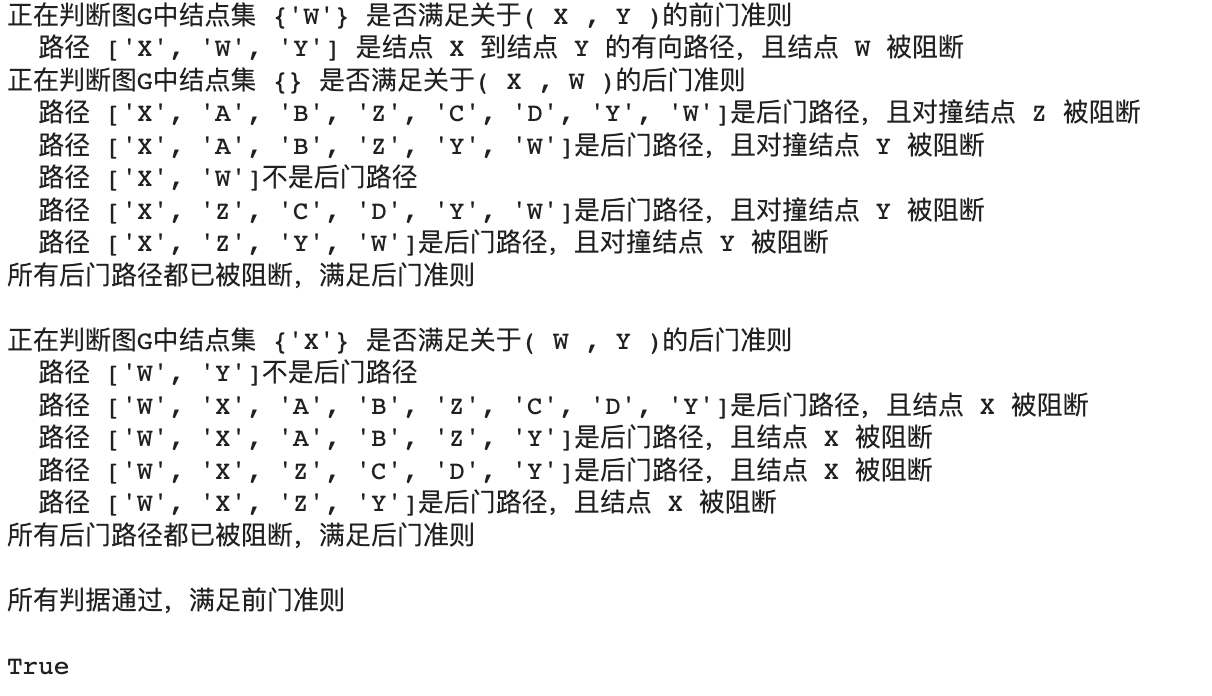 正在判断图G中结点集 {'W'} 是否满足关于( X , Y )的前门准则
路径 ['X', 'W', 'Y'] 是结点 X 到结点 Y 的有向路径，且结点 W 被阻断
正在判断图G中结点集 {} 是否满足关于( X , W )的后门准则
路径 ['X', 'A', 'B', 'Z', 'C', 'D', 'Y', 'W']是后门路径，且对撞结点 Z 被阻断
路径 ['X', 'A', 'B', 'Z', 'Y', 'W']是后门路径，且对撞结点 Y 被阻断
路径 ['X', 'W']不是后门路径
路径 ['X', 'Z', 'C', 'D', 'Y', 'W']是后门路径，且对撞结点 Y 被阻断
路径 ['X', 'Z', 'Y', 'W']是后门路径，且对撞结点 Y 被阻断
所有后门路径都已被阻断，满足后门准则
正在判断图G中结点集 {'X'} 是否满足关于( W , Y )的后门准则
路径 ['W', 'Y']不是后门路径
路径 ['W', 'X', 'A', 'B', 'Z', 'C', 'D', 'Y']是后门路径，且结点 X 被阻断
路径 ['W', 'X', 'A', 'B', 'Z', 'Y']是后门路径，且结点 X 被阻断
路径 ['W', 'X', 'Z', 'C', 'D', 'Y']是后门路径，且结点 X 被阻断
路径 ['W', 'X', 'Z', 'Y']是后门路径，且结点 X 被阻断
所有后门路径都已被阻断，满足后门准则
所有判据通过，满足前门准则
True